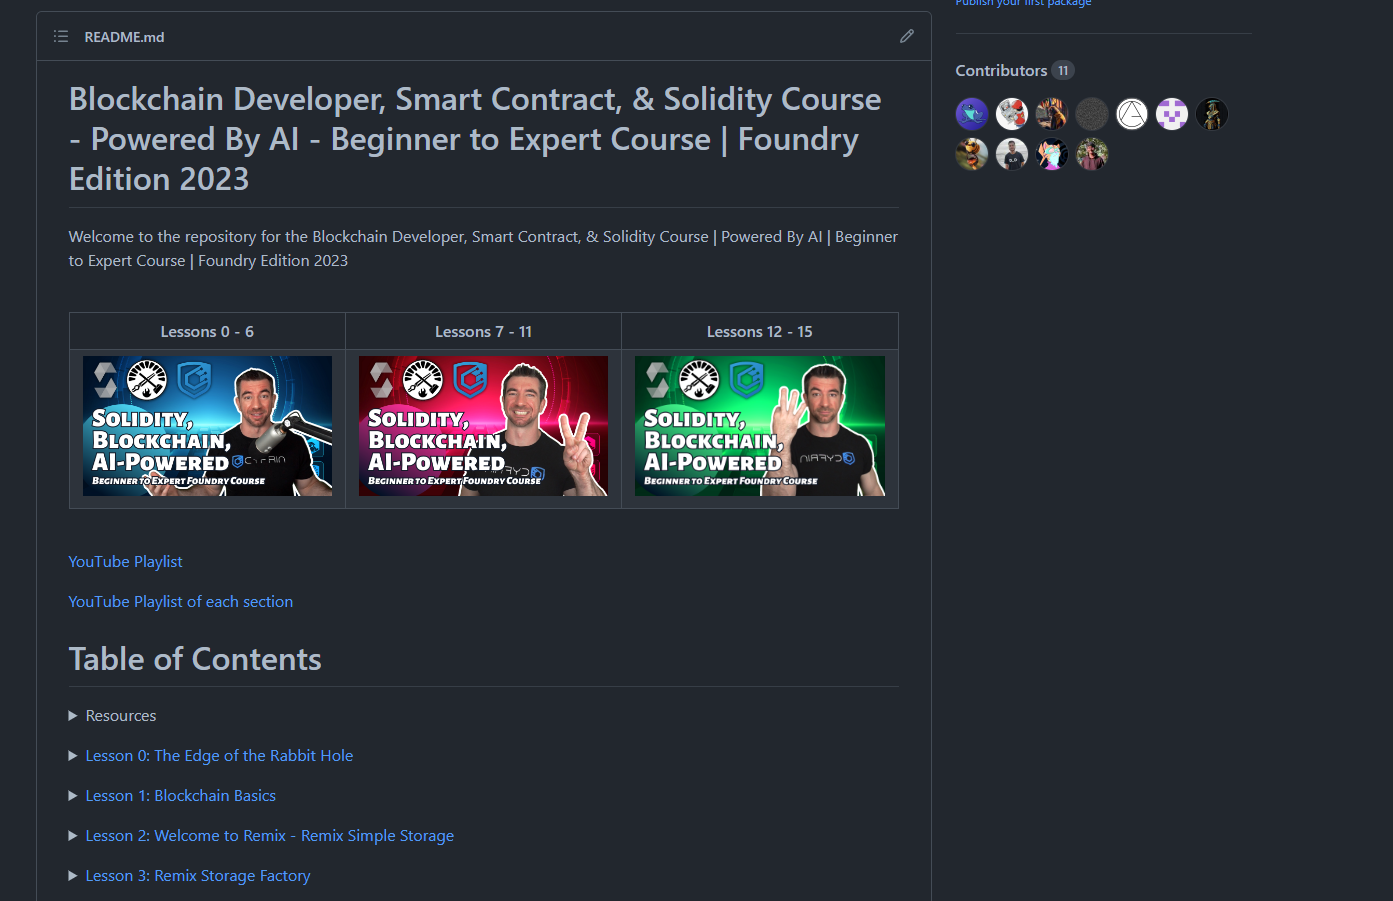 Publish your first package
README.md
Contributors 11
Blockchain Developer, Smart Contract, & Solidity Course
- Powered By AI - Beginner to Expert Course | Foundry
Edition 2023
Welcome to the repository for the Blockchain Developer, Smart Contract, & Solidity Course | Powered By AI | Beginner
to Expert Course | Foundry Edition 2023
Lessons 0 - 6
Lessons 7 - 11
Lessons 12 - 15
Solidity,
Blockchain,
AI-Powered
Beginner to Expert Foundry Course
Solidity,
Blockchain,
AI-Powered
Beginner to Expert Foundry Course
Solidity,
Blockchain,
AI-Powered
Beginner to Expert Foundry Course
YouTube Playlist
YouTube Playlist of each section
Table of Contents
Resources
Lesson 0: The Edge of the Rabbit Hole
Lesson 1: Blockchain Basics
Lesson 2: Welcome to Remix - Remix Simple Storage
Lesson 3: Remix Storage Factory